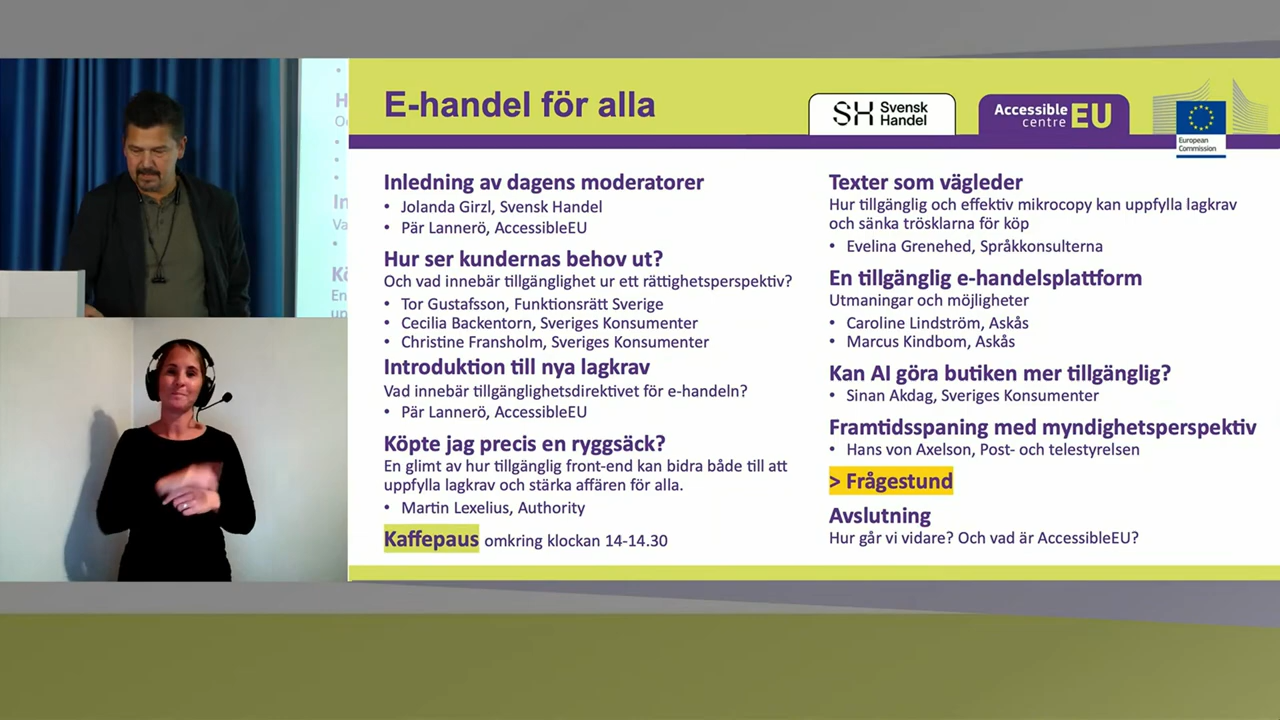 E-handel för alla
SH Svensk Handel
Accessible centre EU
European Commission
Inledning av dagens moderatorer
• Jolanda Girzl, Svensk Handel
• Pär Lannerö, AccessibleEU
Hur ser kundernas behov ut?
Och vad innebär tillgänglighet ur ett rättighetsperspektiv?
• Tor Gustafsson, Funktionsrätt Sverige
• Cecilia Backentorn, Sveriges Konsumenter
• Christine Fransholm, Sveriges Konsumenter
Introduktion till nya lagkrav
Vad innebär tillgänglighetsdirektivet för e-handeln?
• Pär Lannerö, AccessibleEU
Köpte jag precis en ryggsäck?
En glimt av hur tillgänglig front-end kan bidra både till att
uppfylla lagkrav och stärka affären för alla.
• Martin Lexelius, Authority
Kaffepaus omkring klockan 14-14.30
Texter som vägleder
Hur tillgänglig och effektiv mikrocopy kan uppfylla lagkrav
och sänka trösklarna för köp
• Evelina Grenehed, Språkkonsulterna
En tillgänglig e-handelsplattform
Utmaningar och möjligheter
• Caroline Lindström, Askås
• Marcus Kindbom, Askås
Kan AI göra butiken mer tillgänglig?
• Sinan Akdag, Sveriges Konsumenter
Framtidsspaning med myndighetsperspektiv
• Hans von Axelson, Post- och telestyrelsen
> Frågestund
Avslutning
Hur går vi vidare? Och vad är AccessibleEU?